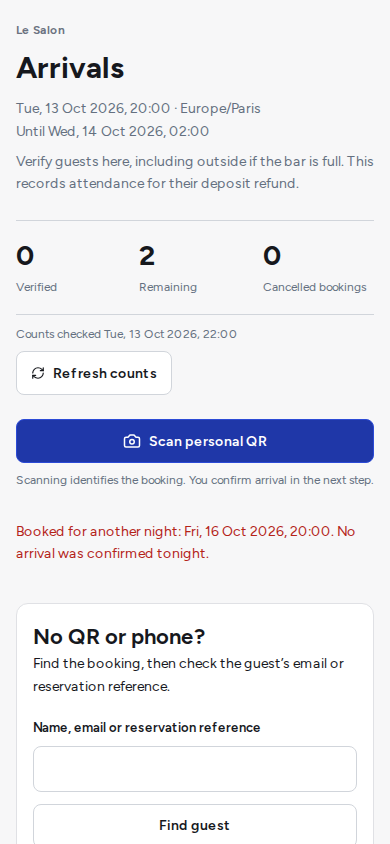 Le Salon
Arrivals
Tue, 13 Oct 2026, 20:00 · Europe/Paris
Until Wed, 14 Oct 2026, 02:00
Verify guests here, including outside if the bar is full. This
records attendance for their deposit refund.
0 2 0
Verified Remaining Cancelled bookings
Counts checked Tue, 13 Oct 2026, 22:00
Refresh counts
Scan personal QR
Scanning identifies the booking. You confirm arrival in the next step.
Booked for another night: Fri, 16 Oct 2026, 20:00. No
arrival was confirmed tonight.
No QR or phone?
Find the booking, then check the guest’s email or
reservation reference.
Name, email or reservation reference
Find guest